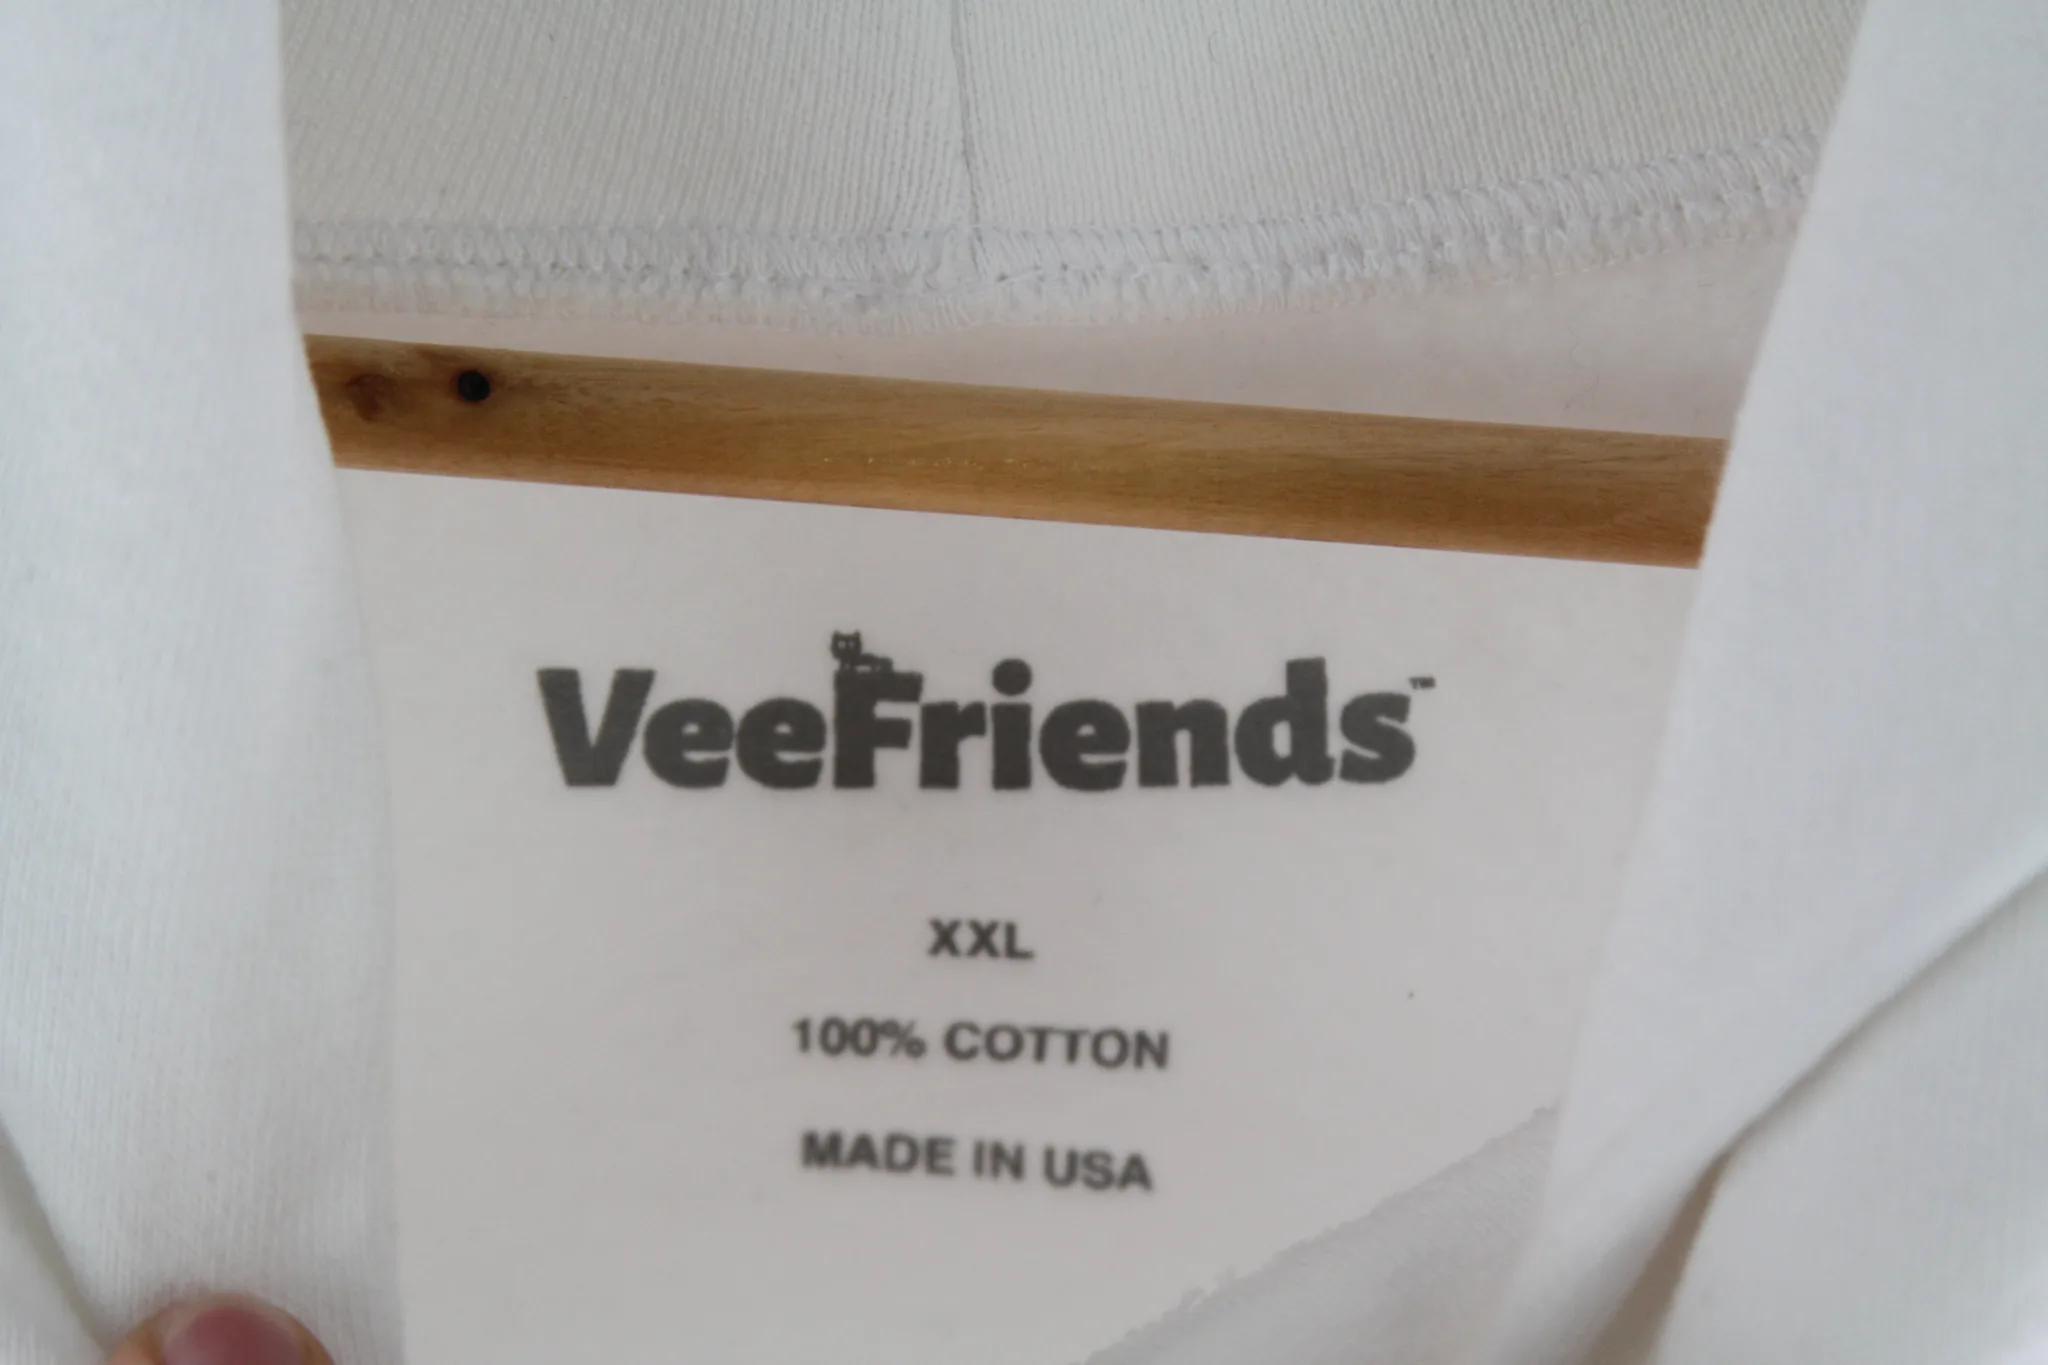 VeeFriends™
XXL
100% COTTON
MADE IN USA